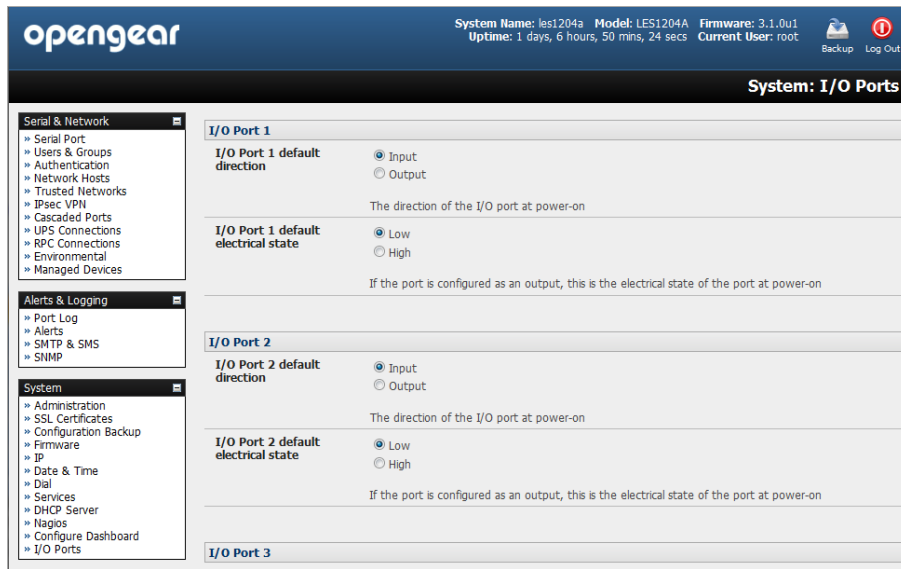 opengear
System Name: les1204a Model: LES1204A Firmware: 3.1.0u1
Uptime: 1 days, 6 hours, 50 mins, 24 secs Current User: root
Backup
Log Out
System: I/O Ports
Serial & Network
» Serial Port
» Users & Groups
» Authentication
» Network Hosts
» Trusted Networks
» IPsec VPN
» Cascaded Ports
» UPS Connections
» RPC Connections
» Environmental
» Managed Devices
Alerts & Logging
» Port Log
» Alerts
» SMTP & SMS
» SNMP
System
» Administration
» SSL Certificates
» Configuration Backup
» Firmware
» IP
» Date & Time
» Dial
» Services
» DHCP Server
» Nagios
» Configure Dashboard
» I/O Ports
I/O Port 1
I/O Port 1 default
direction
Input
Output
The direction of the I/O port at power-on
I/O Port 1 default
electrical state
Low
High
If the port is configured as an output, this is the electrical state of the port at power-on
I/O Port 2
I/O Port 2 default
direction
Input
Output
The direction of the I/O port at power-on
I/O Port 2 default
electrical state
Low
High
If the port is configured as an output, this is the electrical state of the port at power-on
I/O Port 3